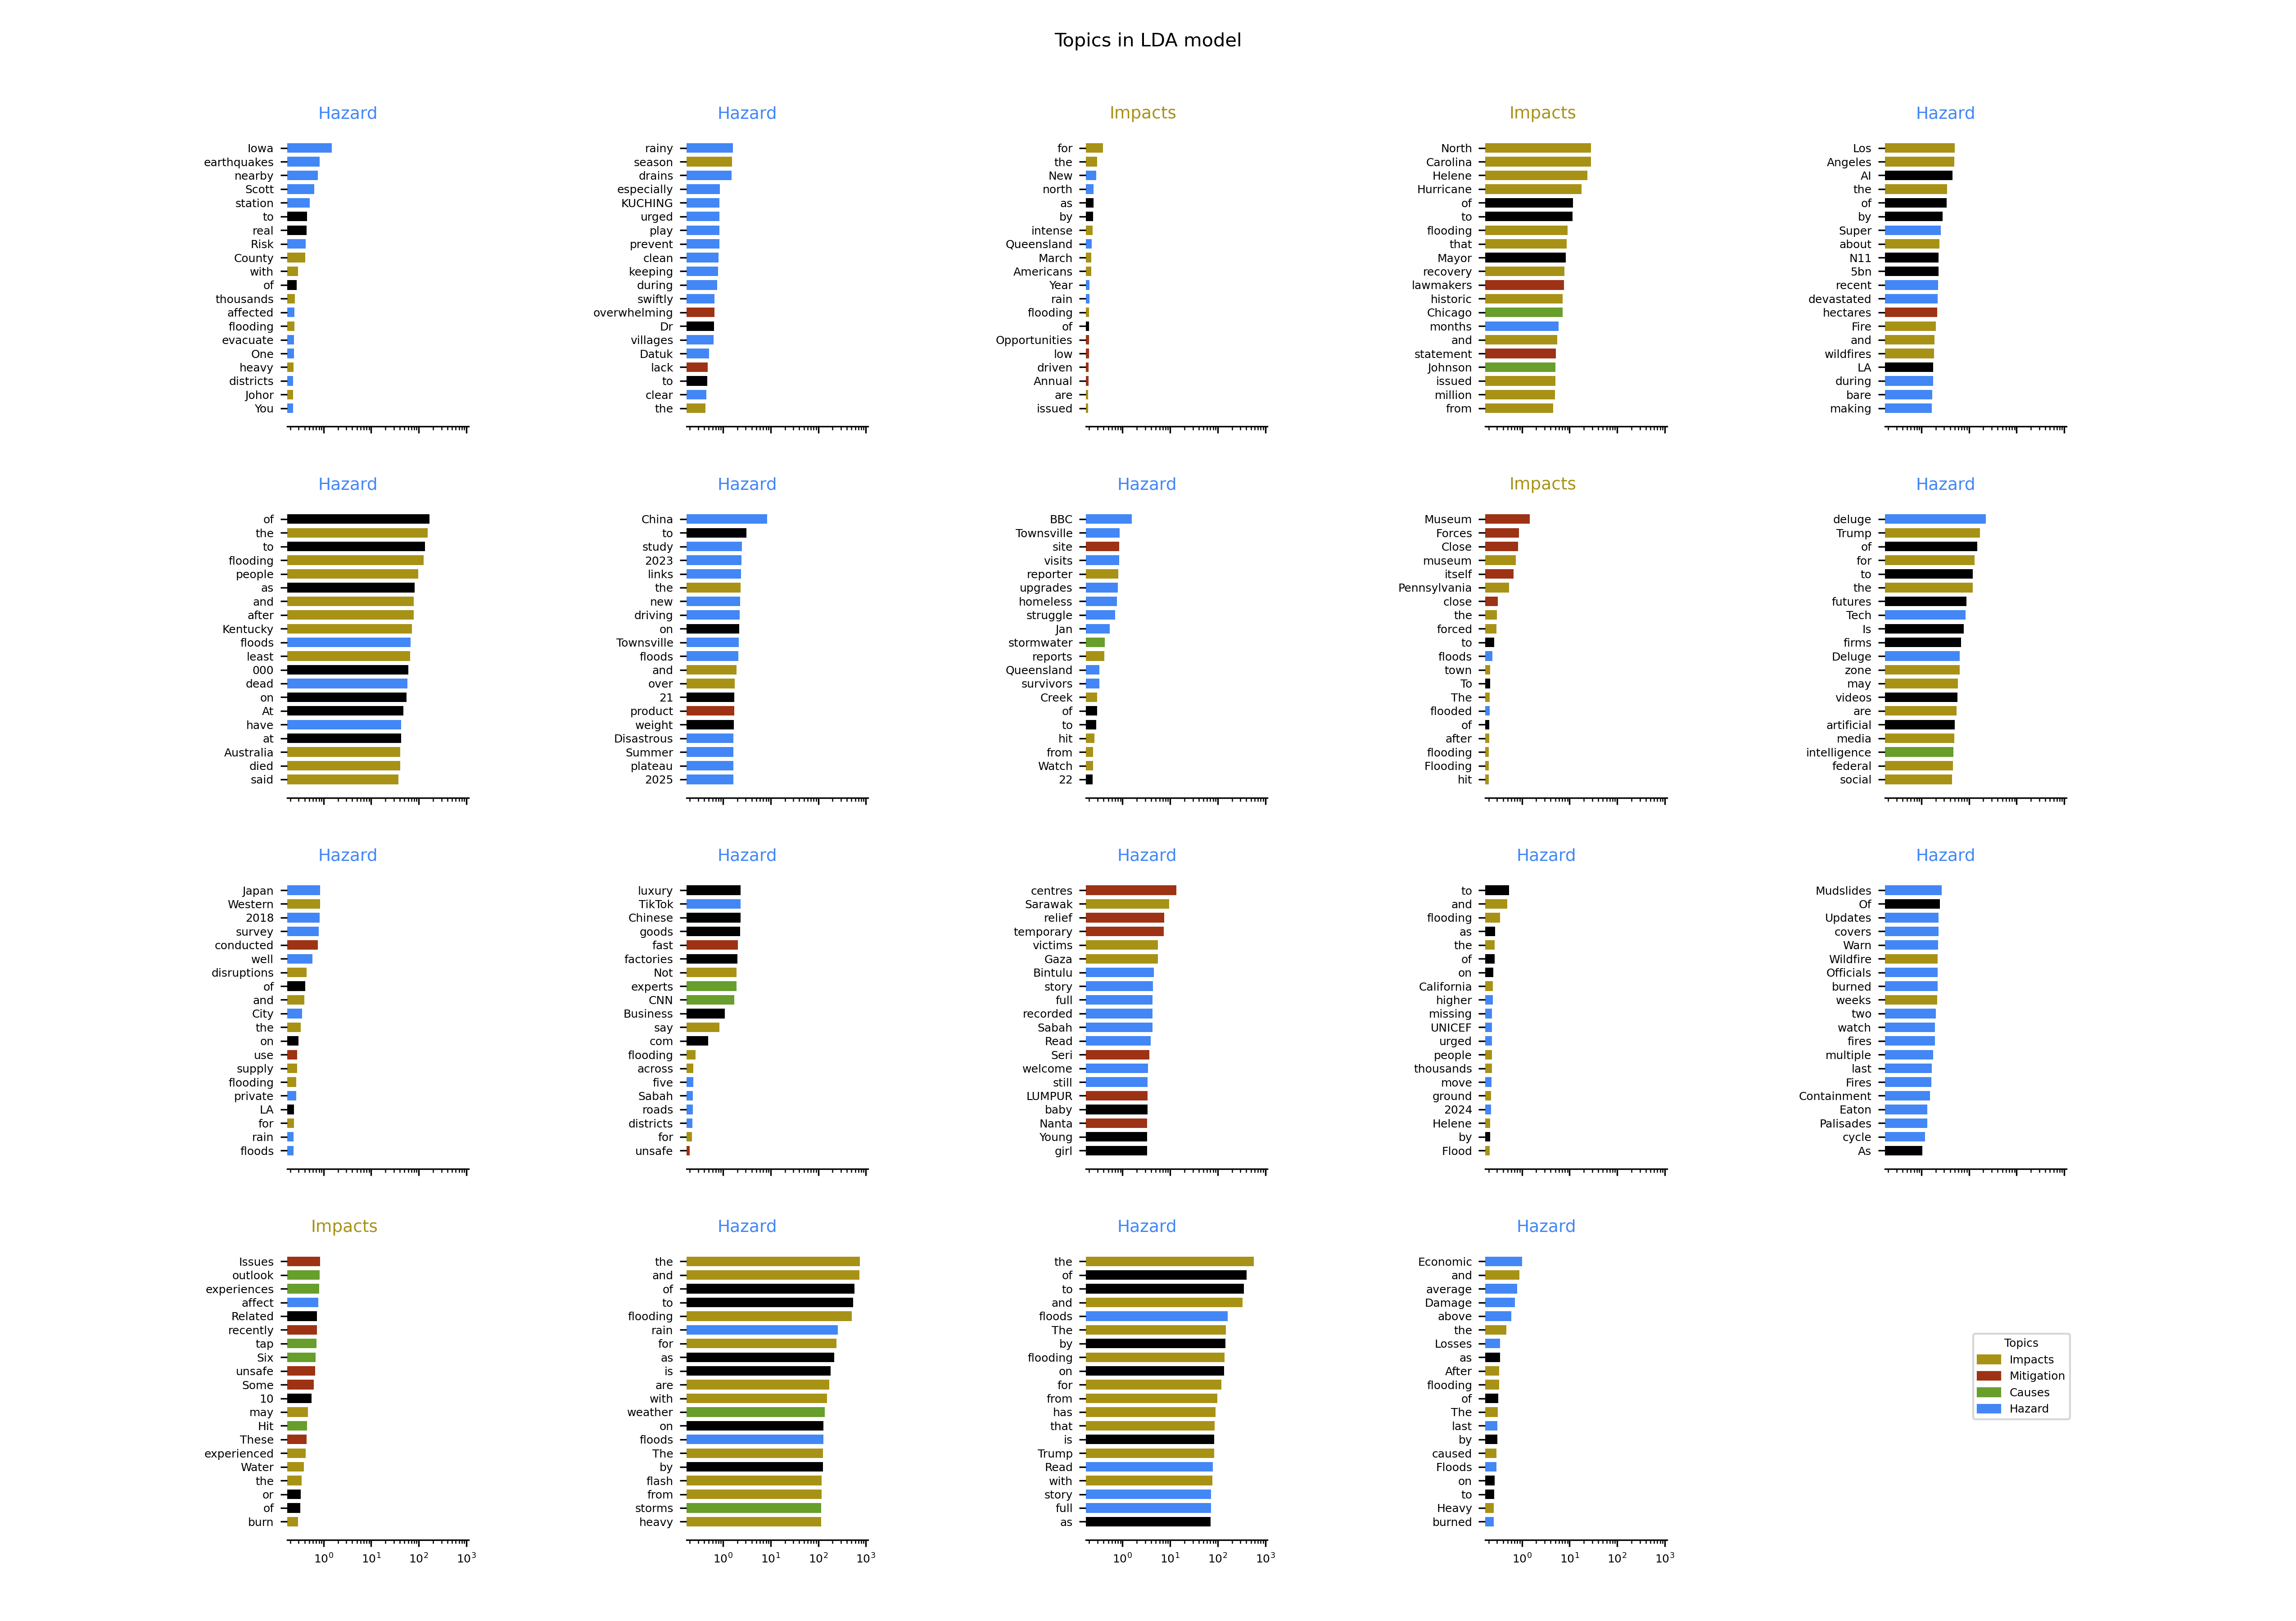 Topics in LDA model
Hazard
Iowa
earthquakes
nearby
Scott
station
to
real
Risk
County
with
of
thousands
affected
flooding
evacuate
One
heavy
districts
Johor
You
Hazard
rainy
season
drains
especially
KUCHING
urged
play
prevent
clean
keeping
during
swiftly
overwhelming
Dr
villages
Datuk
lack
to
clear
the
Impacts
for
the
New
north
as
by
intense
Queensland
March
Americans
Year
rain
flooding
of
Opportunities
low
driven
Annual
are
issued
Impacts
North
Carolina
Helene
Hurricane
of
to
flooding
that
Mayor
recovery
lawmakers
historic
Chicago
months
and
statement
Johnson
issued
million
from
Hazard
Los
Angeles
AI
the
of
by
Super
about
N11
5bn
recent
devastated
hectares
Fire
and
wildfires
LA
during
bare
making
Hazard
of
the
to
flooding
people
as
and
after
Kentucky
floods
least
000
dead
on
At
have
at
Australia
died
said
Hazard
China
to
study
2023
links
the
new
driving
on
Townsville
floods
and
over
21
product
weight
Disastrous
Summer
plateau
2025
Hazard
BBC
Townsville
site
visits
reporter
upgrades
homeless
struggle
Jan
stormwater
reports
Queensland
survivors
Creek
of
to
hit
from
Watch
22
Impacts
Museum
Forces
Close
museum
itself
Pennsylvania
close
the
forced
to
floods
town
To
The
flooded
of
after
flooding
Flooding
hit
Hazard
deluge
Trump
of
for
to
the
futures
Tech
Is
firms
Deluge
zone
may
videos
are
artificial
media
intelligence
federal
social
Hazard
Japan
Western
2018
survey
conducted
well
disruptions
of
and
City
the
on
use
supply
flooding
private
LA
for
rain
floods
Hazard
luxury
TikTok
Chinese
goods
fast
factories
Not
experts
CNN
Business
say
com
flooding
across
five
Sabah
roads
districts
for
unsafe
Hazard
centres
Sarawak
relief
temporary
victims
Gaza
Bintulu
story
full
recorded
Sabah
Read
Seri
welcome
still
LUMPUR
baby
Nanta
Young
girl
Hazard
to
and
flooding
as
the
of
on
California
higher
missing
UNICEF
urged
people
thousands
move
ground
2024
Helene
by
Flood
Hazard
Mudslides
Of
Updates
covers
Warn
Wildfire
Officials
burned
weeks
two
watch
fires
multiple
last
Fires
Containment
Eaton
Palisades
cycle
As
Impacts
Issues
outlook
experiences
affect
Related
recently
tap
Six
unsafe
Some
10
may
Hit
These
experienced
Water
the
or
of
burn
10⁰ 10¹ 10² 10³
Hazard
the
and
of
to
flooding
rain
for
as
is
are
with
weather
on
floods
The
by
flash
from
storms
heavy
10⁰ 10¹ 10² 10³
Hazard
the
of
to
and
floods
The
by
flooding
on
for
from
has
that
is
Trump
Read
with
story
full
as
10⁰ 10¹ 10² 10³
Hazard
Economic
and
average
Damage
above
the
Losses
as
After
flooding
of
The
last
by
caused
Floods
on
to
Heavy
burned
10⁰ 10¹ 10² 10³
Topics
Impacts
Mitigation
Causes
Hazard